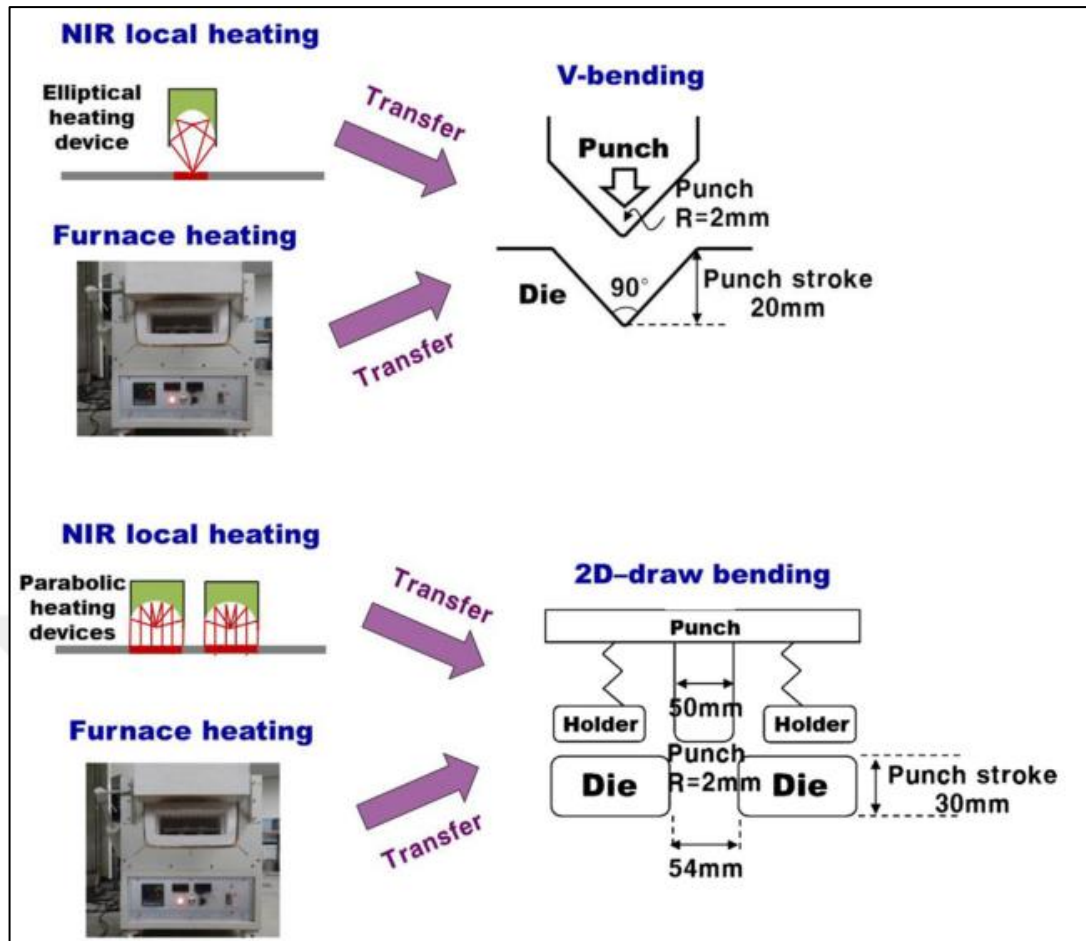 NIR local heating
Elliptical
heating
device
Transfer
Furnace heating
Transfer
V-bending
Punch
Punch
R=2mm
Die
90°
Punch stroke
20mm
NIR local heating
Parabolic
heating
devices
Transfer
Furnace heating
Transfer
2D–draw bending
Punch
50mm
Holder
Holder
Punch
R=2mm
Die
Die
Punch stroke
30mm
54mm